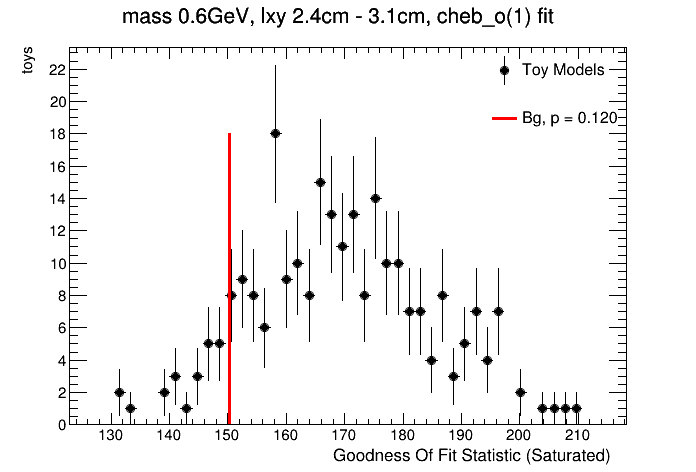 mass 0.6GeV, lxy 2.4cm - 3.1cm, cheb_o(1) fit
toys
Toy Models
Bg, p = 0.120
22
20
18
16
14
12
10
8
6
4
2
0
130 140 150 160 170 180 190 200 210
Goodness Of Fit Statistic (Saturated)